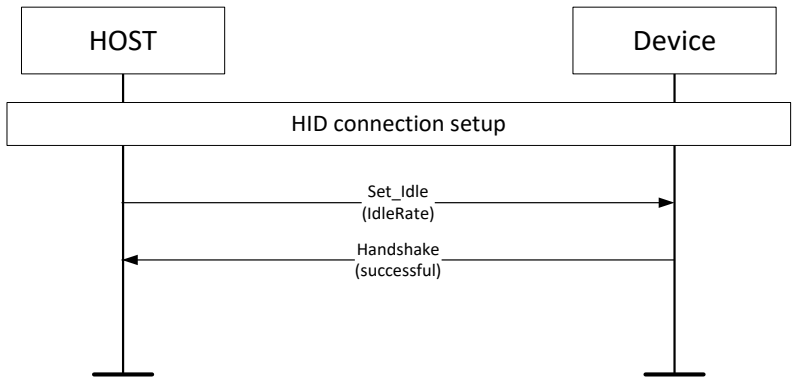 HOST
Device
HID connection setup
Set_Idle
(IdleRate)
Handshake
(successful)